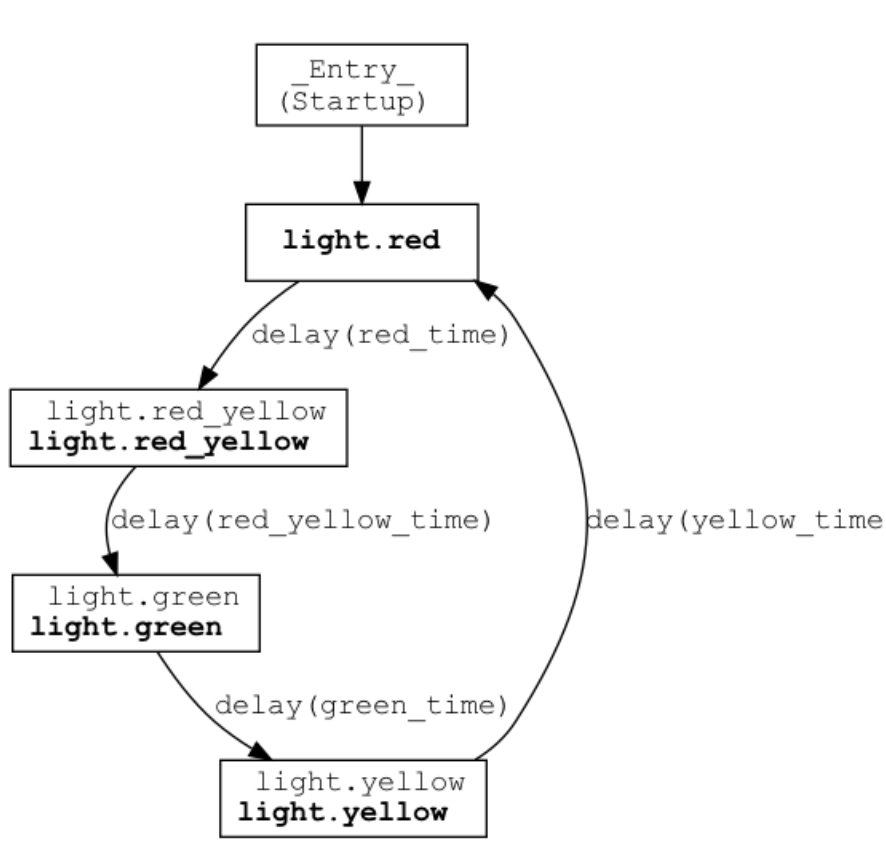 _Entry_
(Startup)
light.red
delay(red_time)
light.red_yellow
light.red_yellow
delay(red_yellow_time)
delay(yellow_time
light.green
light.green
delay(green_time)
light.yellow
light.yellow